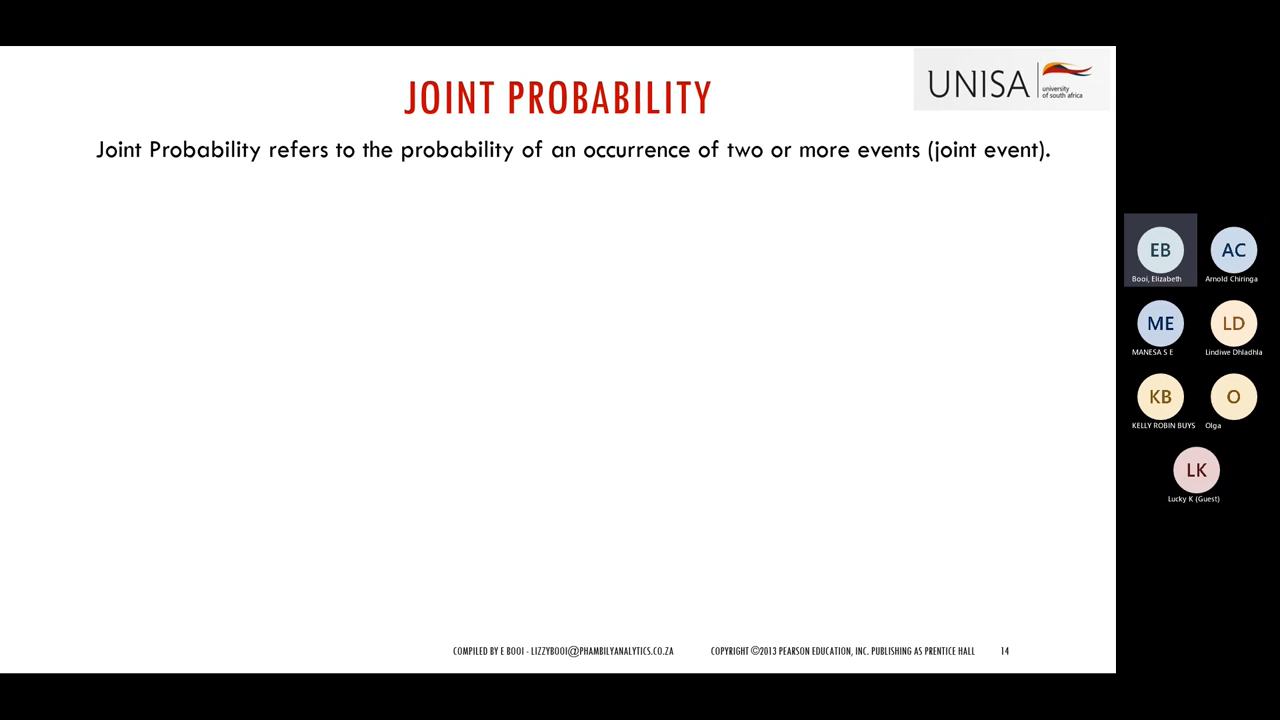 JOINT PROBABILITY
UNISA
university
of south africa
Joint Probability refers to the probability of an occurrence of two or more events (joint event).
EB
Booi, Elizabeth
AC
Arnold Chiringa
ME
MANESA S E
LD
Lindiwe Dhladhla
KB
KELLY ROBIN BUYS
O
Olga
LK
Lucky K (Guest)
COMPILED BY E BOOI - LIZZYBOOI@PHAMBILYANALYTICS.CO.ZA
COPYRIGHT ©2013 PEARSON EDUCATION, INC. PUBLISHING AS PRENTICE HALL
14